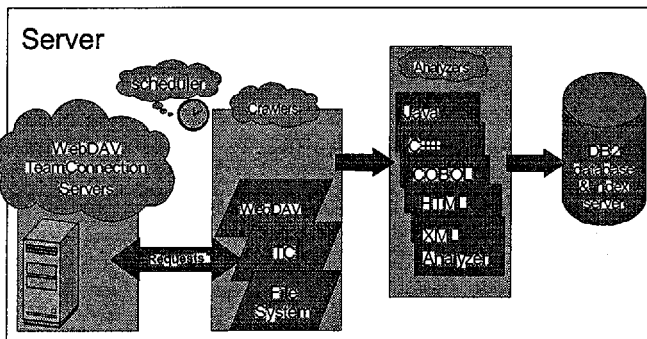 Server
scheduler
WebDAV
TeamConnection
Servers
Requests
Crawlers
WebDAV
TC
File
System
Analyzers
Java
C++
COBOL
HTML
XML
Analyzer
DB2
database
& index
server